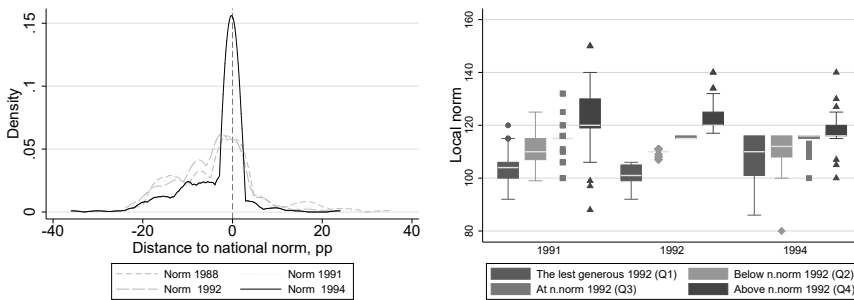 Density
.15
.1
.05
0
-40 -20 0 20 40
Distance to national norm, pp
Norm 1988 Norm 1991
Norm 1992 Norm 1994
Local norm
160
140
120
100
80
1991 1992 1994
The lest generous 1992 (Q1) Below n.norm 1992 (Q2)
At n.norm 1992 (Q3) Above n.norm 1992 (Q4)